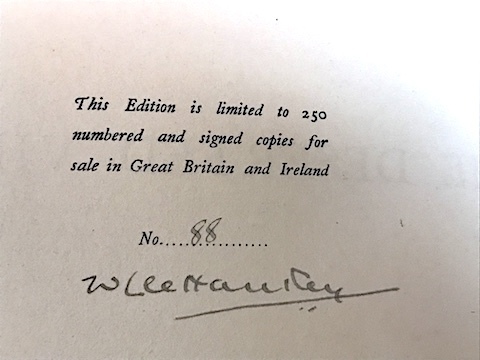 This Edition is limited to 250
numbered and signed copies for
sale in Great Britain and Ireland
No.....88..............
W Lee Hankey